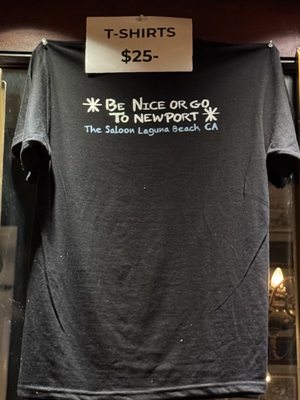 T-SHIRTS
$25-
* BE NICE OR GO
TO NEWPORT *
The Saloon Laguna Beach, CA